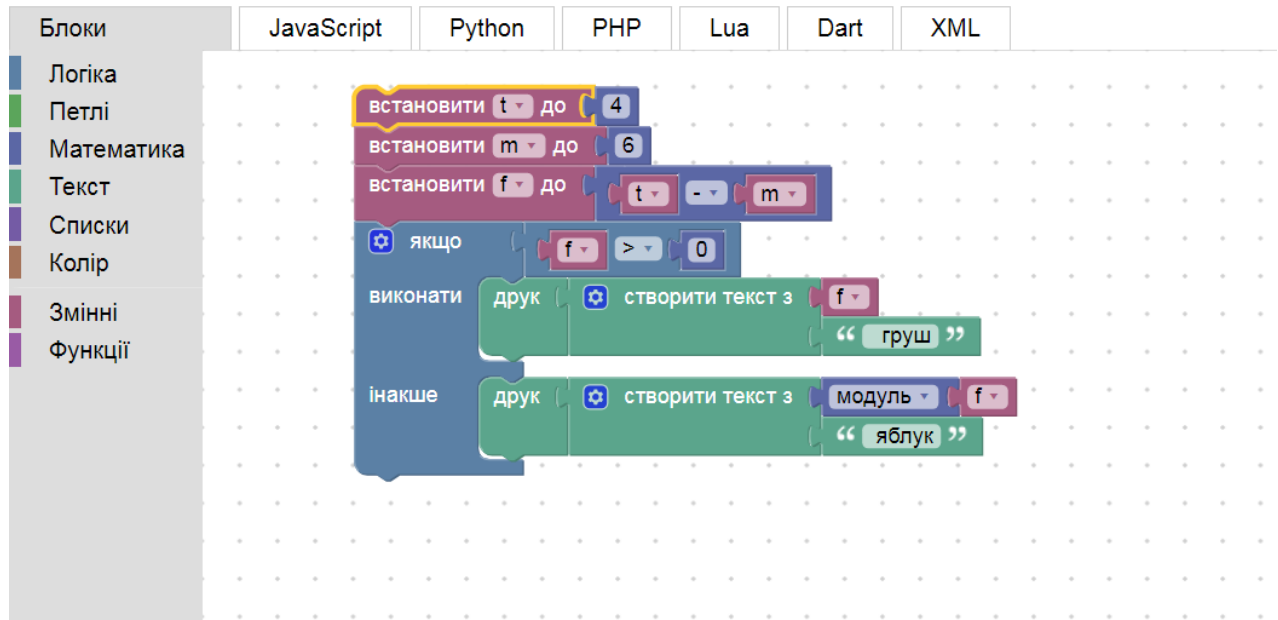 Блоки JavaScript Python PHP Lua Dart XML
Логіка
Петлі
Математика
Текст
Списки
Колір
Змінні
Функції
встановити t до 4
встановити m до 6
встановити f до t - m
якщо f > 0
виконати друк створити текст з f
“ груш ”
інакше друк створити текст з модуль f
“ яблук ”